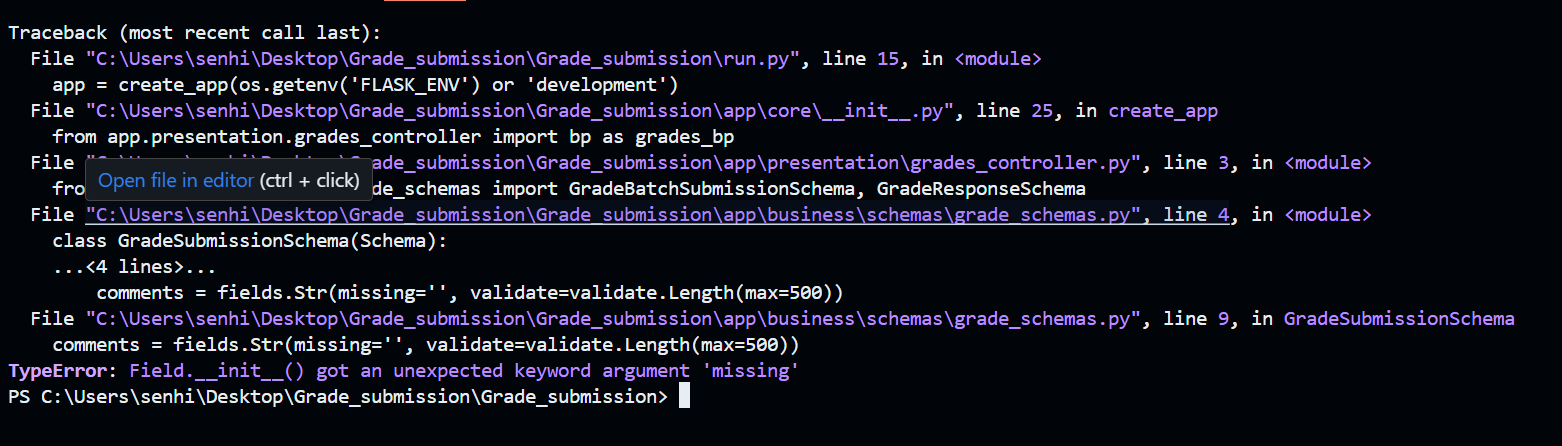 Traceback (most recent call last):
File "C:\Users\senhi\Desktop\Grade_submission\Grade_submission\run.py", line 15, in <module>
app = create_app(os.getenv('FLASK_ENV') or 'development')
File "C:\Users\senhi\Desktop\Grade_submission\Grade_submission\app\core\__init__.py", line 25, in create_app
from app.presentation.grades_controller import bp as grades_bp
File "C:\Users\senhi\Desktop\Grade_submission\Grade_submission\app\presentation\grades_controller.py", line 3, in <module>
Open file in editor (ctrl + click)
de_schemas import GradeBatchSubmissionSchema, GradeResponseSchema
File "C:\Users\senhi\Desktop\Grade_submission\Grade_submission\app\business\schemas\grade_schemas.py", line 4, in <module>
class GradeSubmissionSchema(Schema):
...<4 lines>...
comments = fields.Str(missing='', validate=validate.Length(max=500))
File "C:\Users\senhi\Desktop\Grade_submission\Grade_submission\app\business\schemas\grade_schemas.py", line 9, in GradeSubmissionSchema
comments = fields.Str(missing='', validate=validate.Length(max=500))
TypeError: Field.__init__() got an unexpected keyword argument 'missing'
PS C:\Users\senhi\Desktop\Grade_submission\Grade_submission>